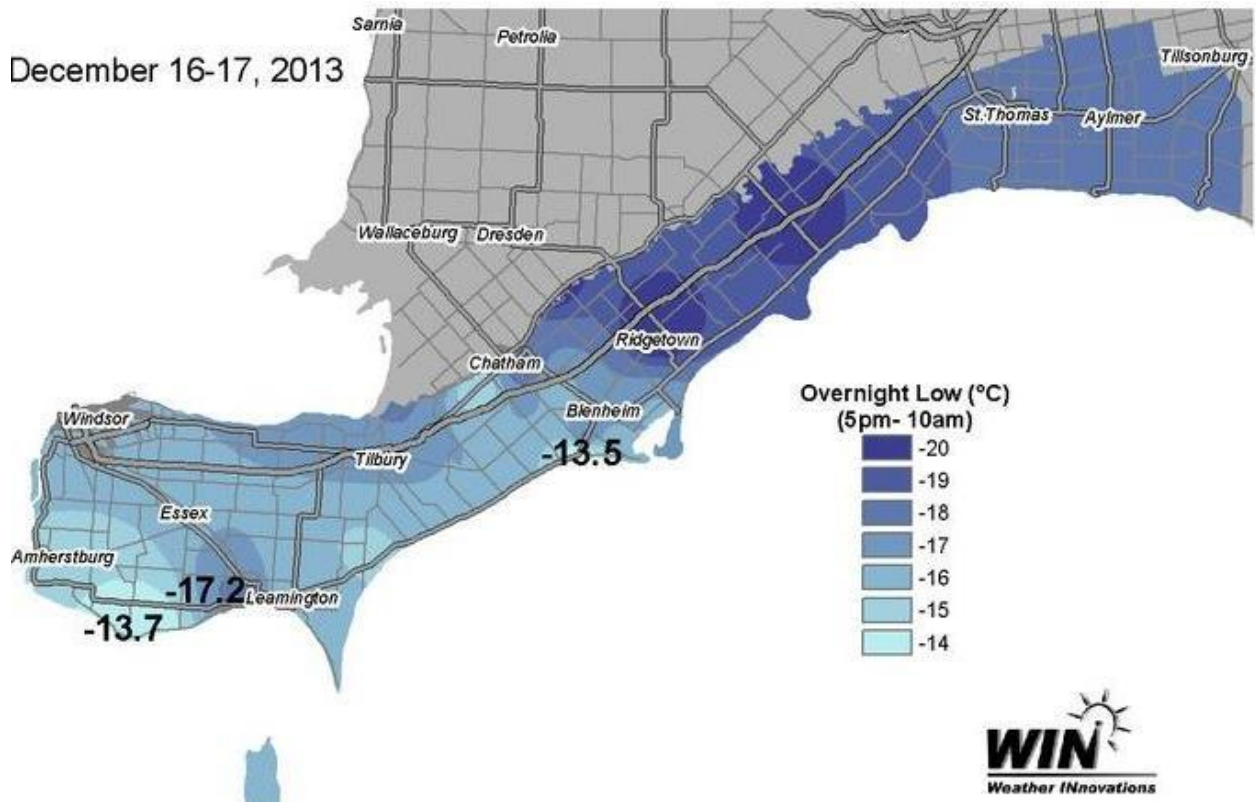 Sarnia
Petrolia
December 16-17, 2013
Tillsonburg
St.Thomas
Aylmer
Wallaceburg
Dresden
Ridgetown
Chatham
Overnight Low (°C)
(5pm- 10am)
Blenheim
Windsor
-13.5
-20
Tilbury
-19
Essex
-18
Amherstburg
-17
-17.2
Leamington
-16
-13.7
-15
-14
WIN
Weather INnovations